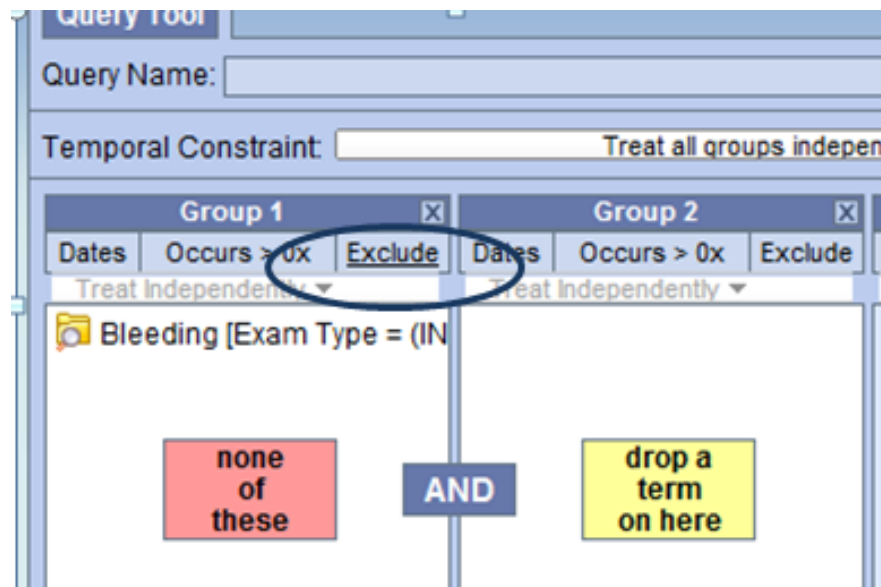 Query Tool
Query Name:
Temporal Constraint: Treat all groups indepen
Group 1 X Group 2 X
Dates Occurs > 0x Exclude Dates Occurs > 0x Exclude
Treat Independently Treat Independently
Bleeding [Exam Type = (IN
none
of
these
AND
drop a
term
on here